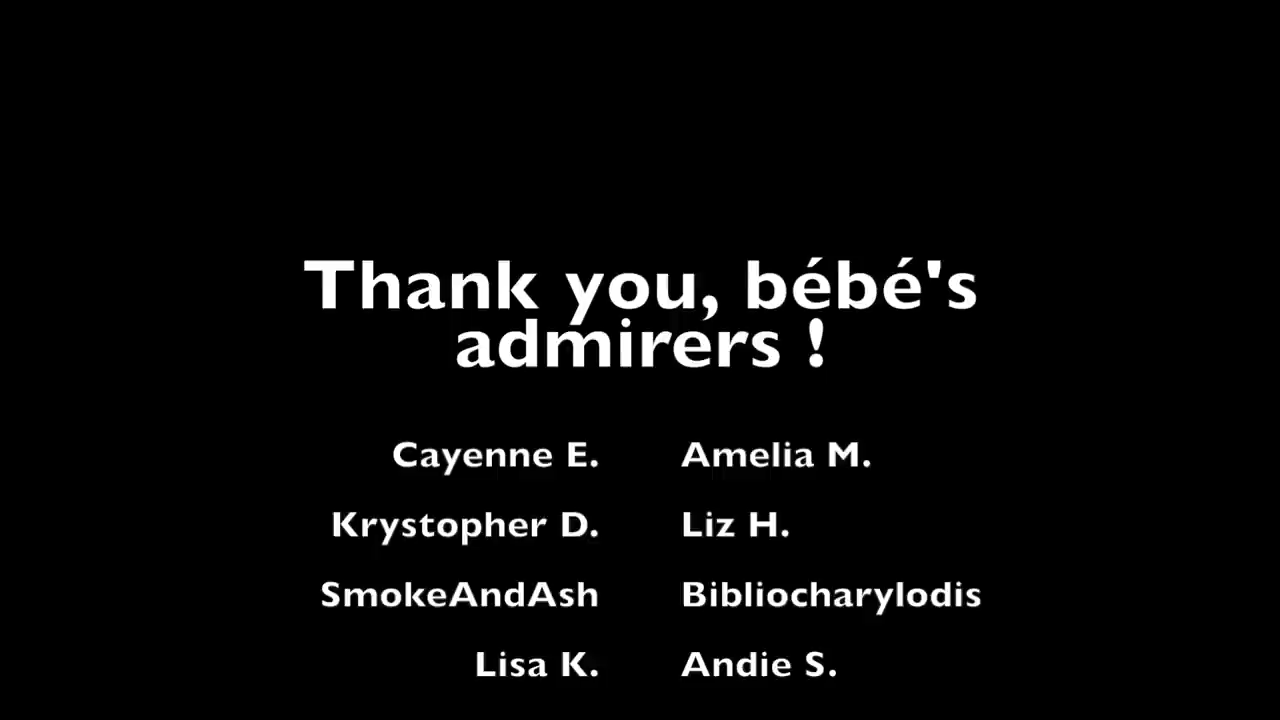 Thank you, bébé's
admirers !
Cayenne E. Amelia M.
Krystopher D. Liz H.
SmokeAndAsh Bibliocharylodis
Lisa K. Andie S.